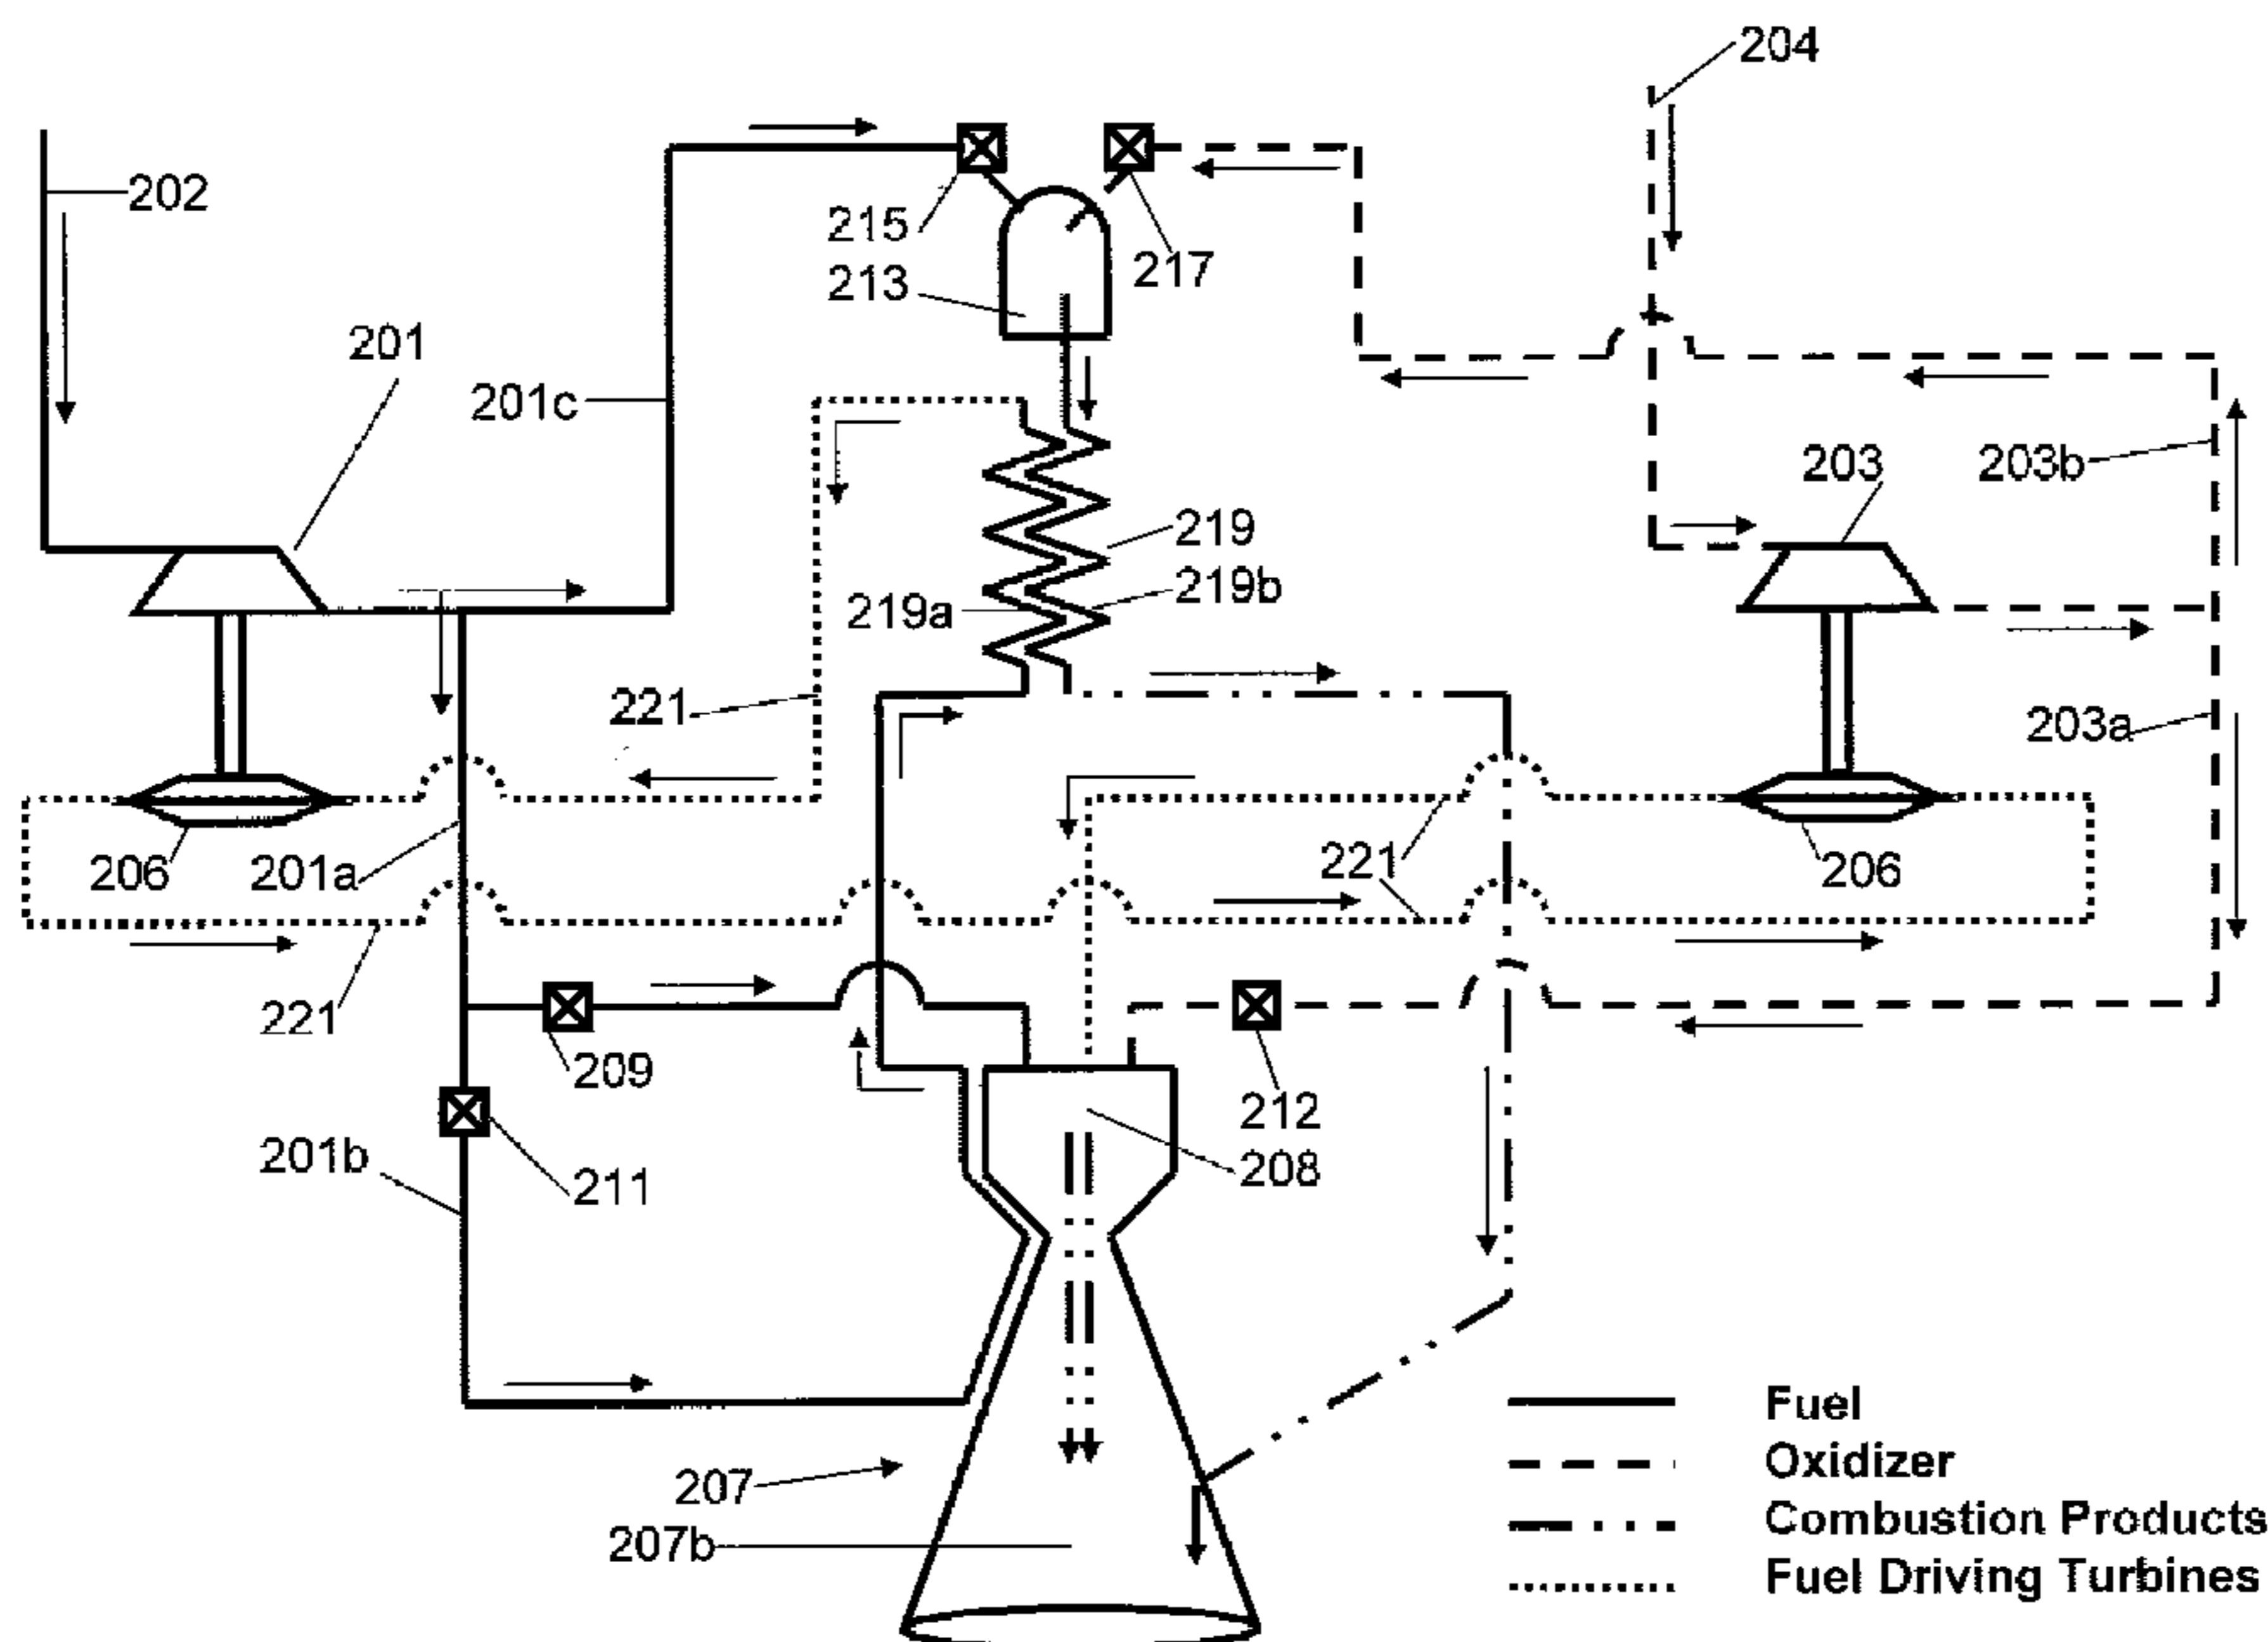 204
202
215
217
213
201
201c
203
203b
219
219b
219a
221
203a
206
201a
221
206
221
209
212
201b
211
208
207
207b
Fuel
Oxidizer
Combustion Products
Fuel Driving Turbines